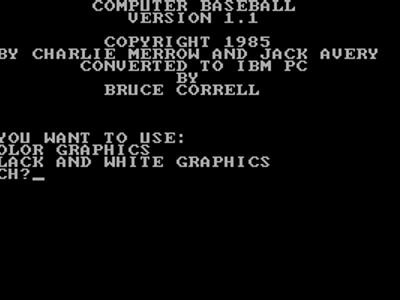 COMPUTER BASEBALL
VERSION 1.1
COPYRIGHT 1985
BY CHARLIE MERROW AND JACK AVERY
CONVERTED TO IBM PC
BY
BRUCE CORRELL
YOU WANT TO USE:
OLOR GRAPHICS
LACK AND WHITE GRAPHICS
CH?_